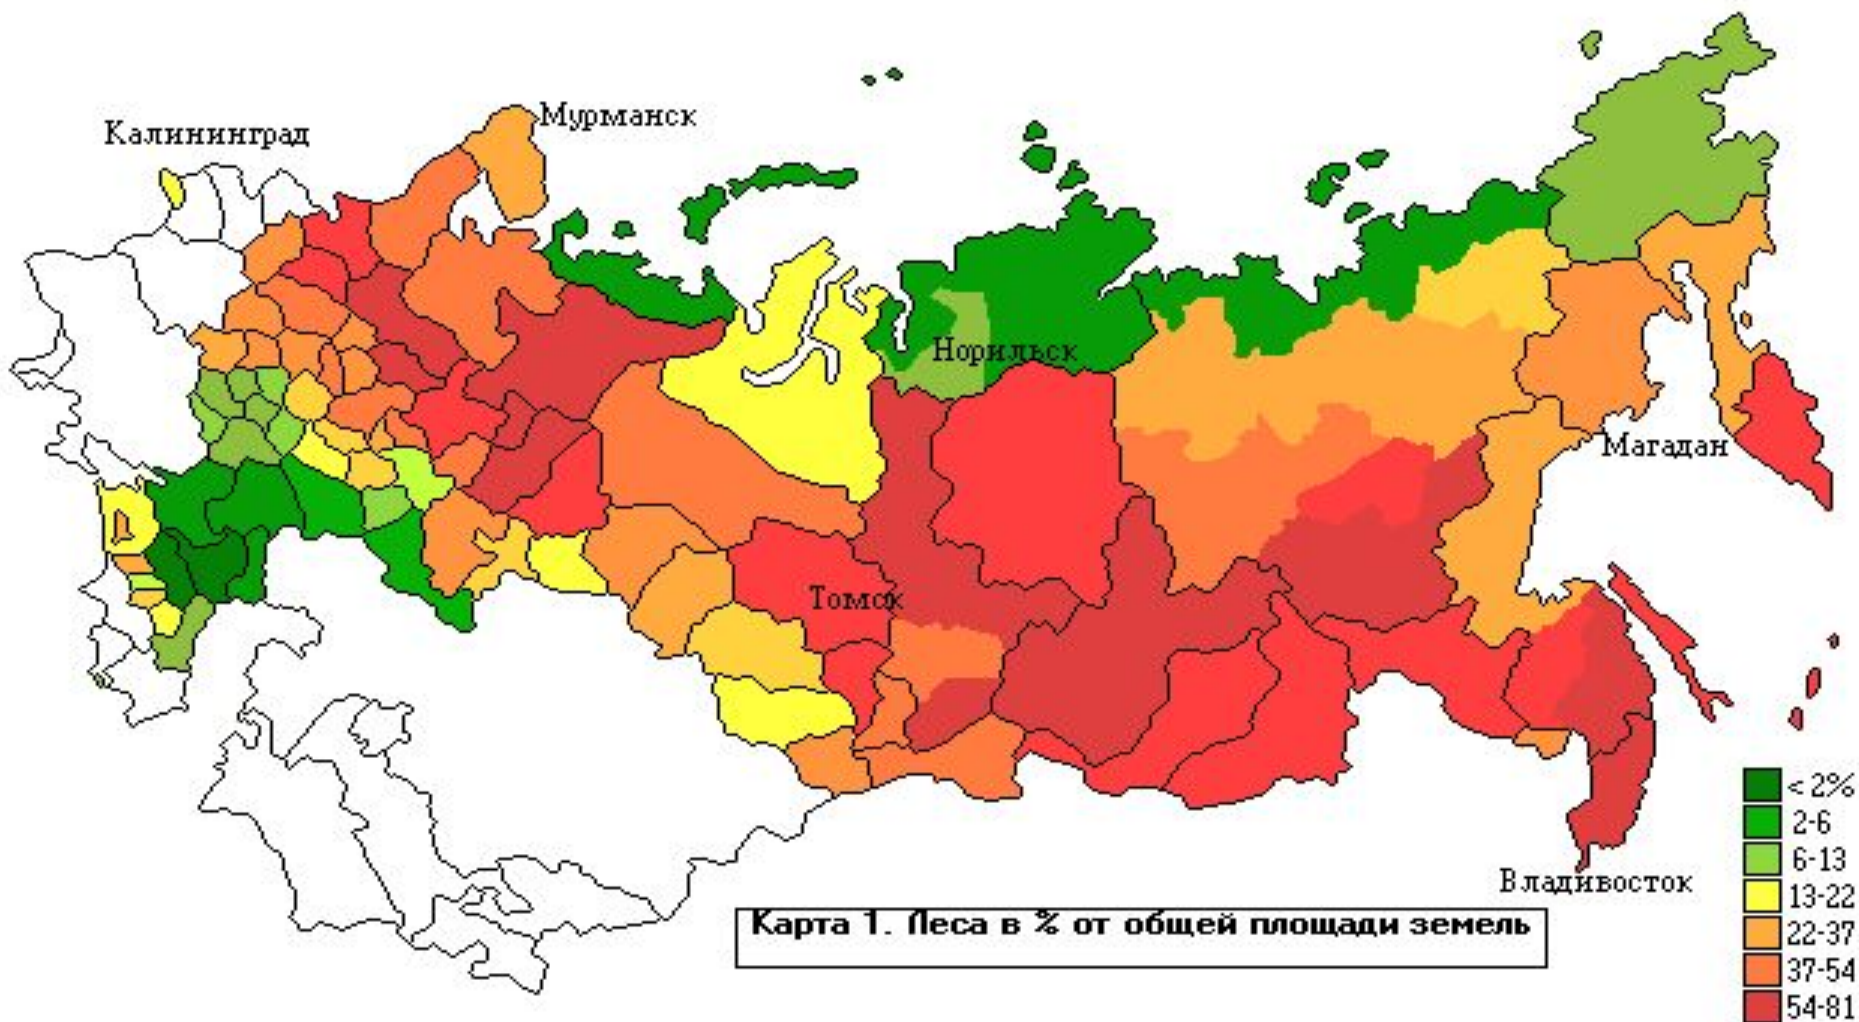 Мурманск
Калининград
Норильск
Магадан
Томск
< 2%
2-6
6-13
13-22
22-37
37-54
54-81
Владивосток
Карта 1. Леса в % от общей площади земель